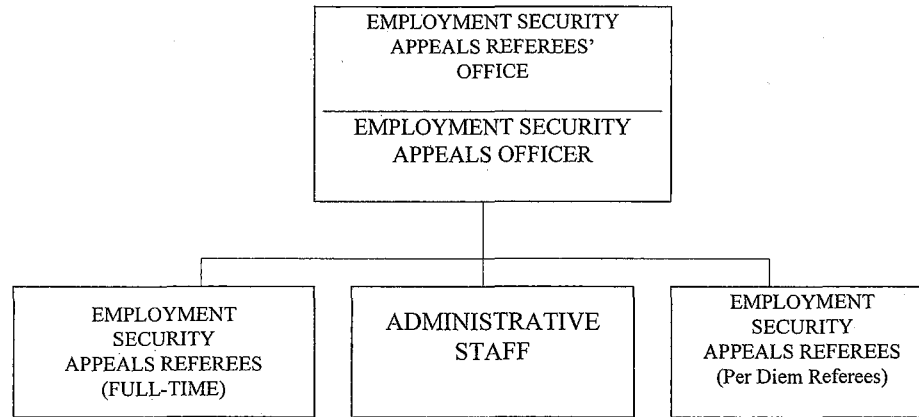 EMPLOYMENT SECURITY
APPEALS REFEREES'
OFFICE
EMPLOYMENT SECURITY
APPEALS OFFICER
EMPLOYMENT
SECURITY
APPEALS REFEREES
(FULL-TIME)
ADMINISTRATIVE
STAFF
EMPLOYMENT
SECURITY
APPEALS REFEREES
(Per Diem Referees)